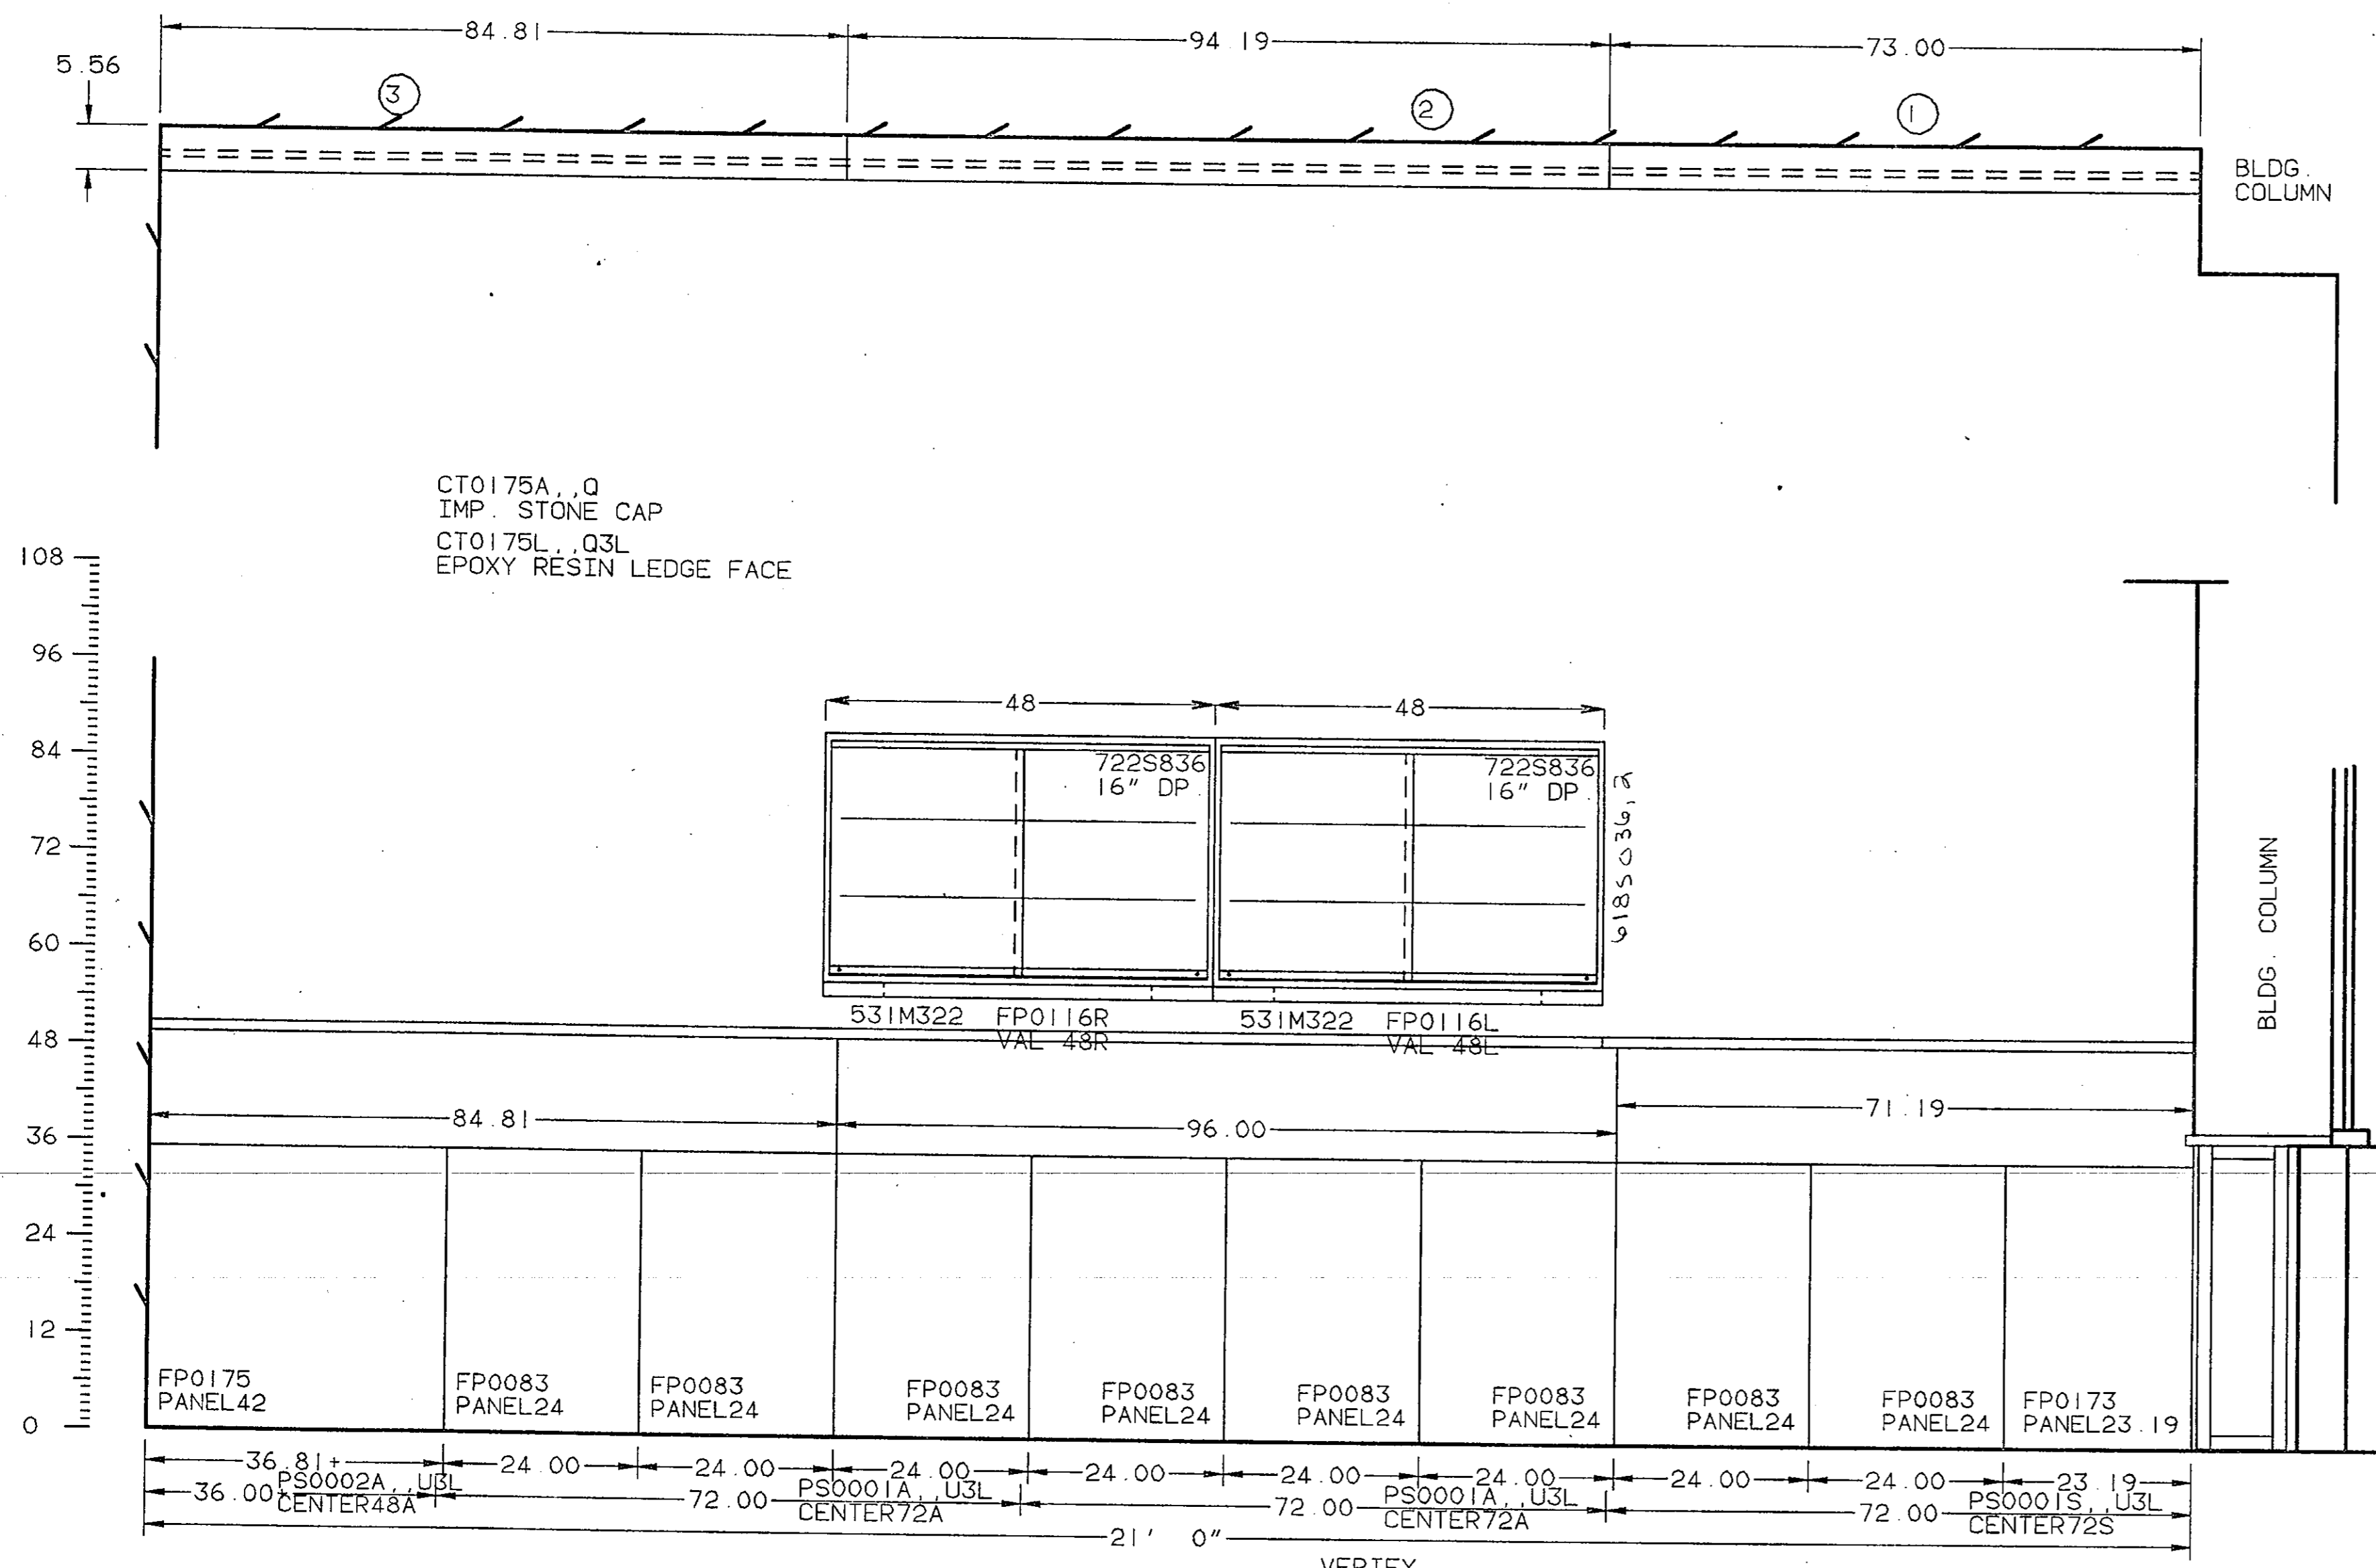 84.81
94.19
73.00
5.56
3
2
1
BLDG.
COLUMN
CT0175A,,Q
IMP. STONE CAP
CT0175L,,Q3L
EPOXY RESIN LEDGE FACE
108
96
84
72
60
48
36
24
12
0
48
48
722S836
16" DP.
722S836
16" DP.
BLDG. COLUMN
531M322
FP0116R
VAL 48R
531M322
FP0116L
VAL 48L
84.81
96.00
71.19
FP0175
PANEL42
FP0083
PANEL24
FP0083
PANEL24
FP0083
PANEL24
FP0083
PANEL24
FP0083
PANEL24
FP0083
PANEL24
FP0083
PANEL24
FP0083
PANEL24
FP0173
PANEL23.19
36.81+
24.00
24.00
24.00
24.00
24.00
24.00
24.00
24.00
23.19
36.00+
PS0002A,,U3L
CENTER48A
72.00
PS0001A,,U3L
CENTER72A
72.00
PS0001A,,U3L
CENTER72A
72.00
PS0001S,,U3L
CENTER72S
21' 0"
VERIFY